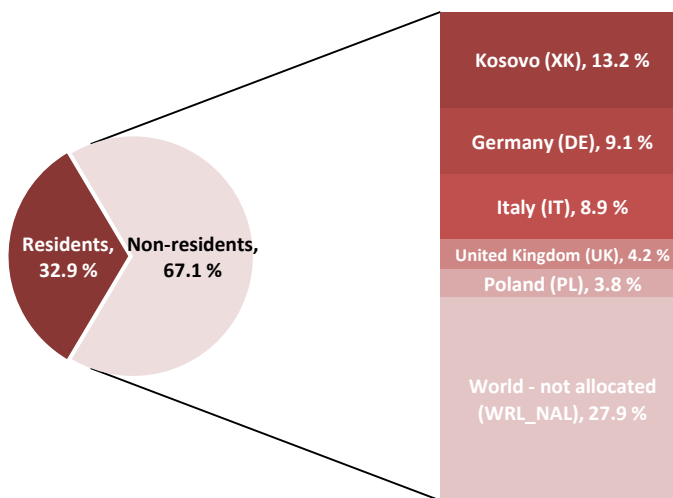 Residents,
32.9 %
Non-residents,
67.1 %
Kosovo (XK), 13.2 %
Germany (DE), 9.1 %
Italy (IT), 8.9 %
United Kingdom (UK), 4.2 %
Poland (PL), 3.8 %
World - not allocated
(WRL_NAL), 27.9 %